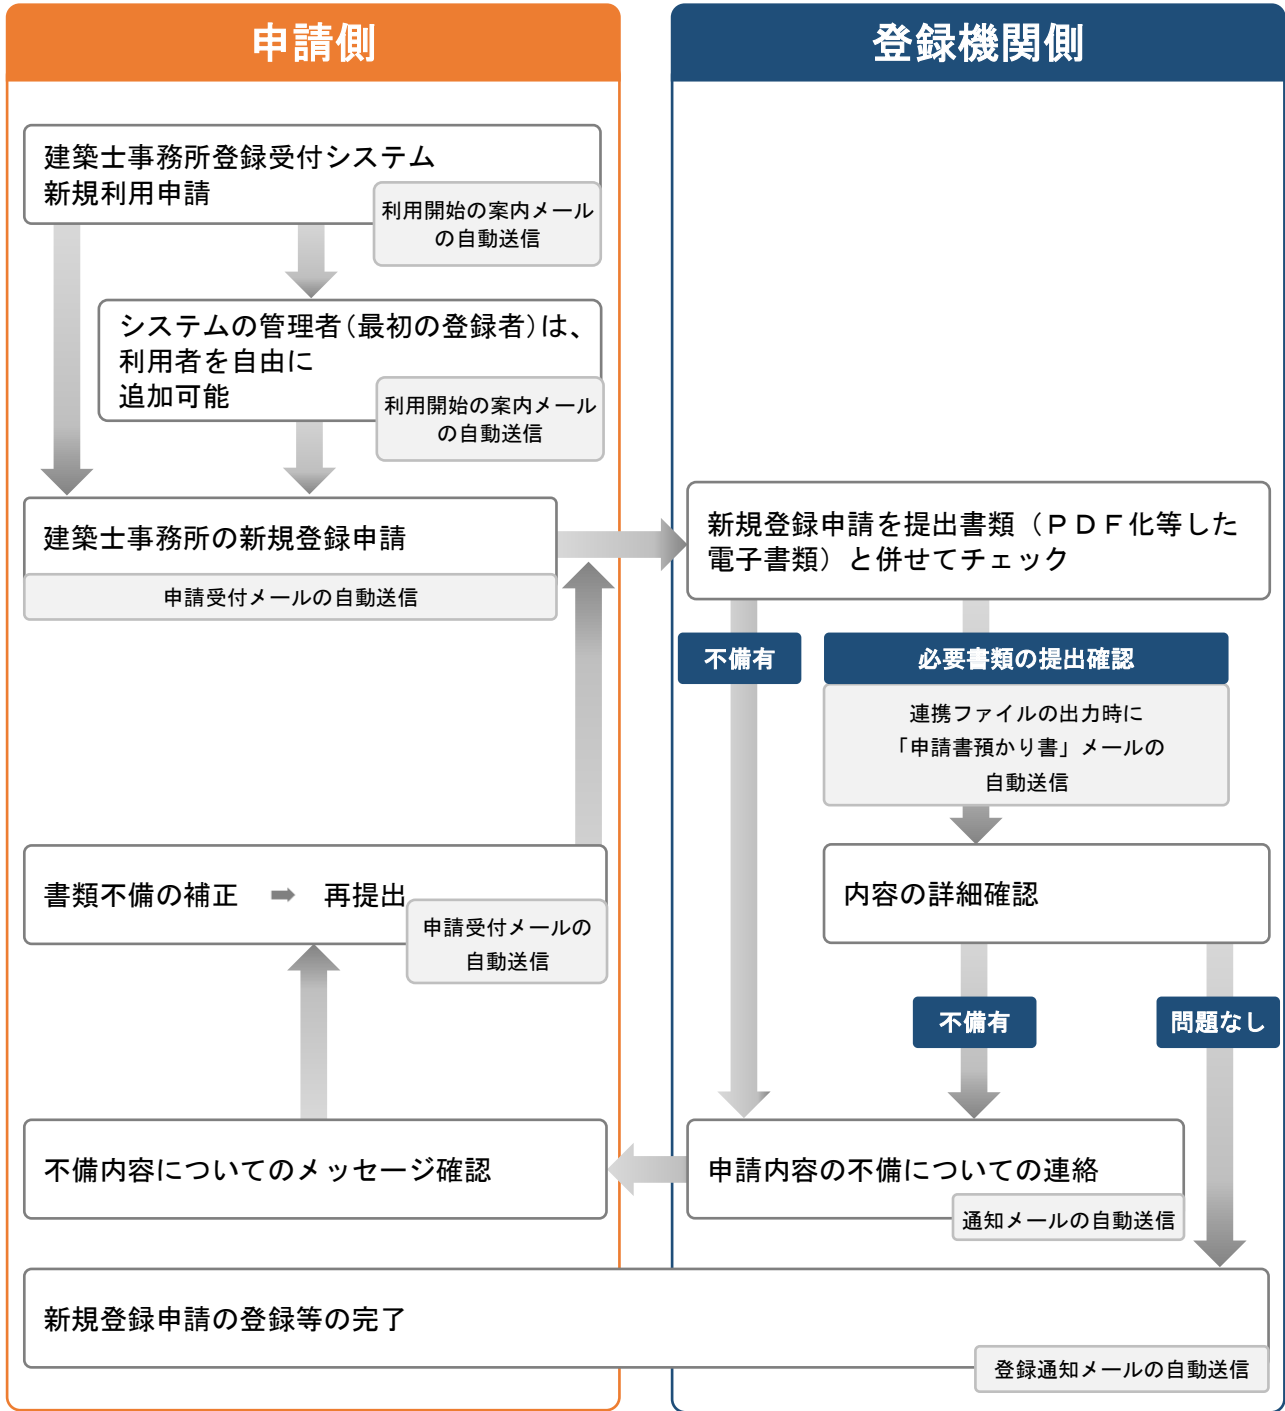 申請側
建築士事務所登録受付システム
新規利用申請
利用開始の案内メール
の自動送信
システムの管理者（最初の登録者）は、
利用者を自由に
追加可能
利用開始の案内メール
の自動送信
建築士事務所の新規登録申請
申請受付メールの自動送信
書類不備の補正 ➡ 再提出
申請受付メールの
自動送信
不備内容についてのメッセージ確認
登録機関側
新規登録申請を提出書類（ＰＤＦ化等した
電子書類）と併せてチェック
不備有
必要書類の提出確認
連携ファイルの出力時に
「申請書預かり書」メールの
自動送信
内容の詳細確認
不備有
問題なし
申請内容の不備についての連絡
通知メールの自動送信
新規登録申請の登録等の完了
登録通知メールの自動送信